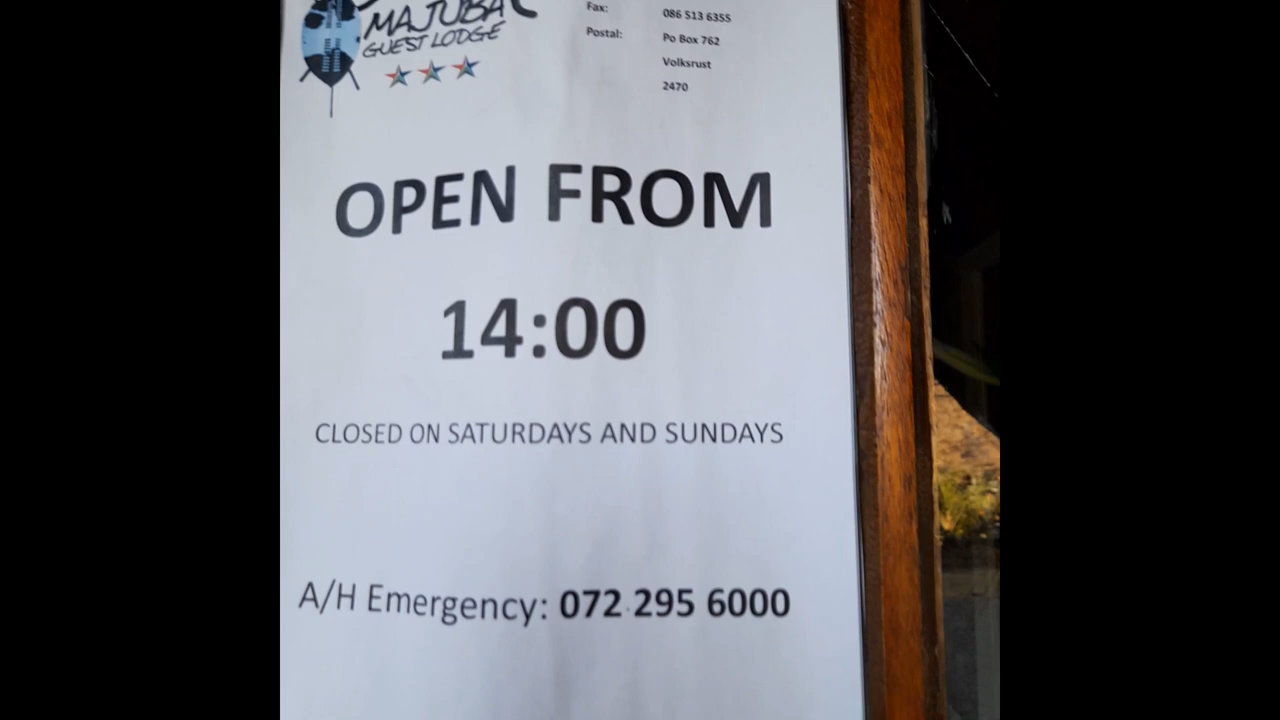 MAJUBA
GUEST LODGE
Fax: 086 513 6355
Postal: Po Box 762
Volksrust
2470
OPEN FROM
14:00
CLOSED ON SATURDAYS AND SUNDAYS
A/H Emergency: 072 295 6000